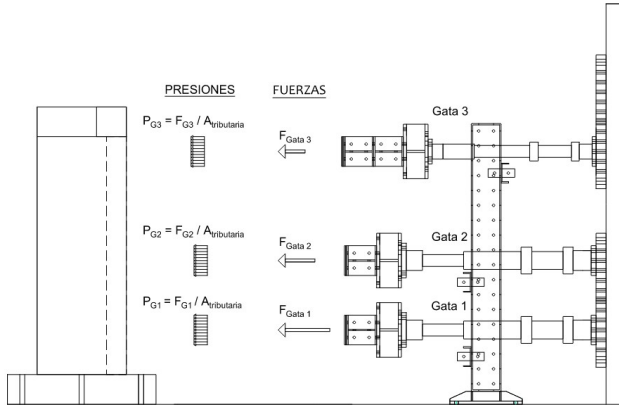 PRESIONES FUERZAS
Gata 3
P_G3 = F_G3 / A_tributaria
F_Gata 3
Gata 2
P_G2 = F_G2 / A_tributaria
F_Gata 2
Gata 1
P_G1 = F_G1 / A_tributaria
F_Gata 1